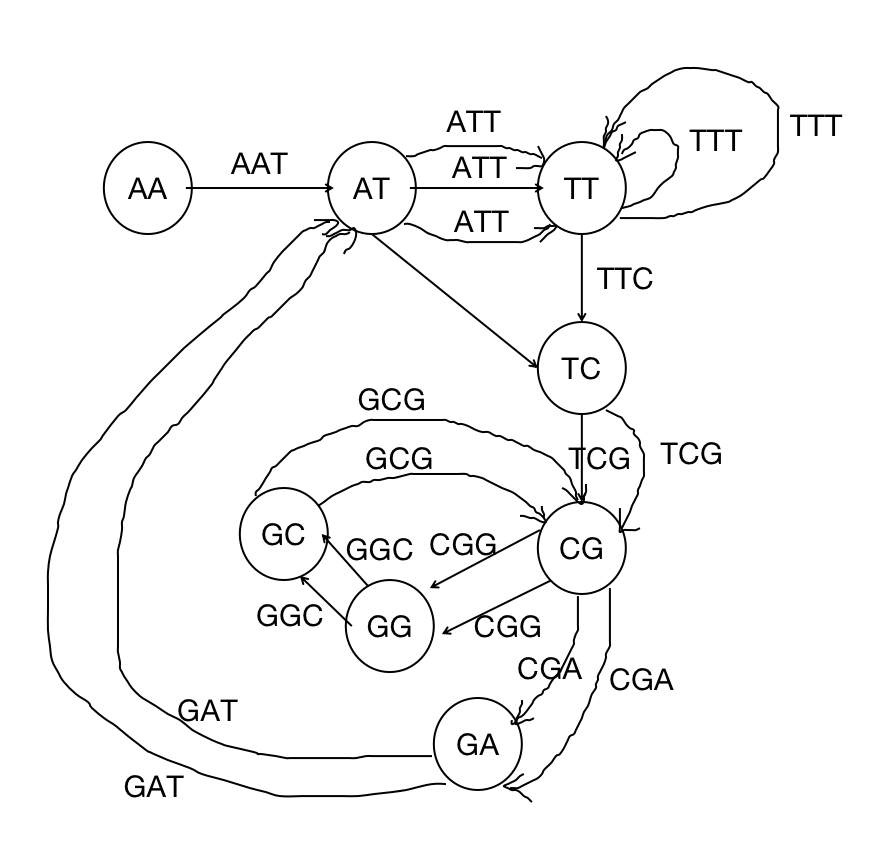 ATT
TTT
TTT
AAT
ATT
AA
AT
TT
ATT
TTC
TC
GCG
GCG
TCG
TCG
GC
GGC
CGG
CG
GGC
GG
CGG
CGA
CGA
GAT
GA
GAT